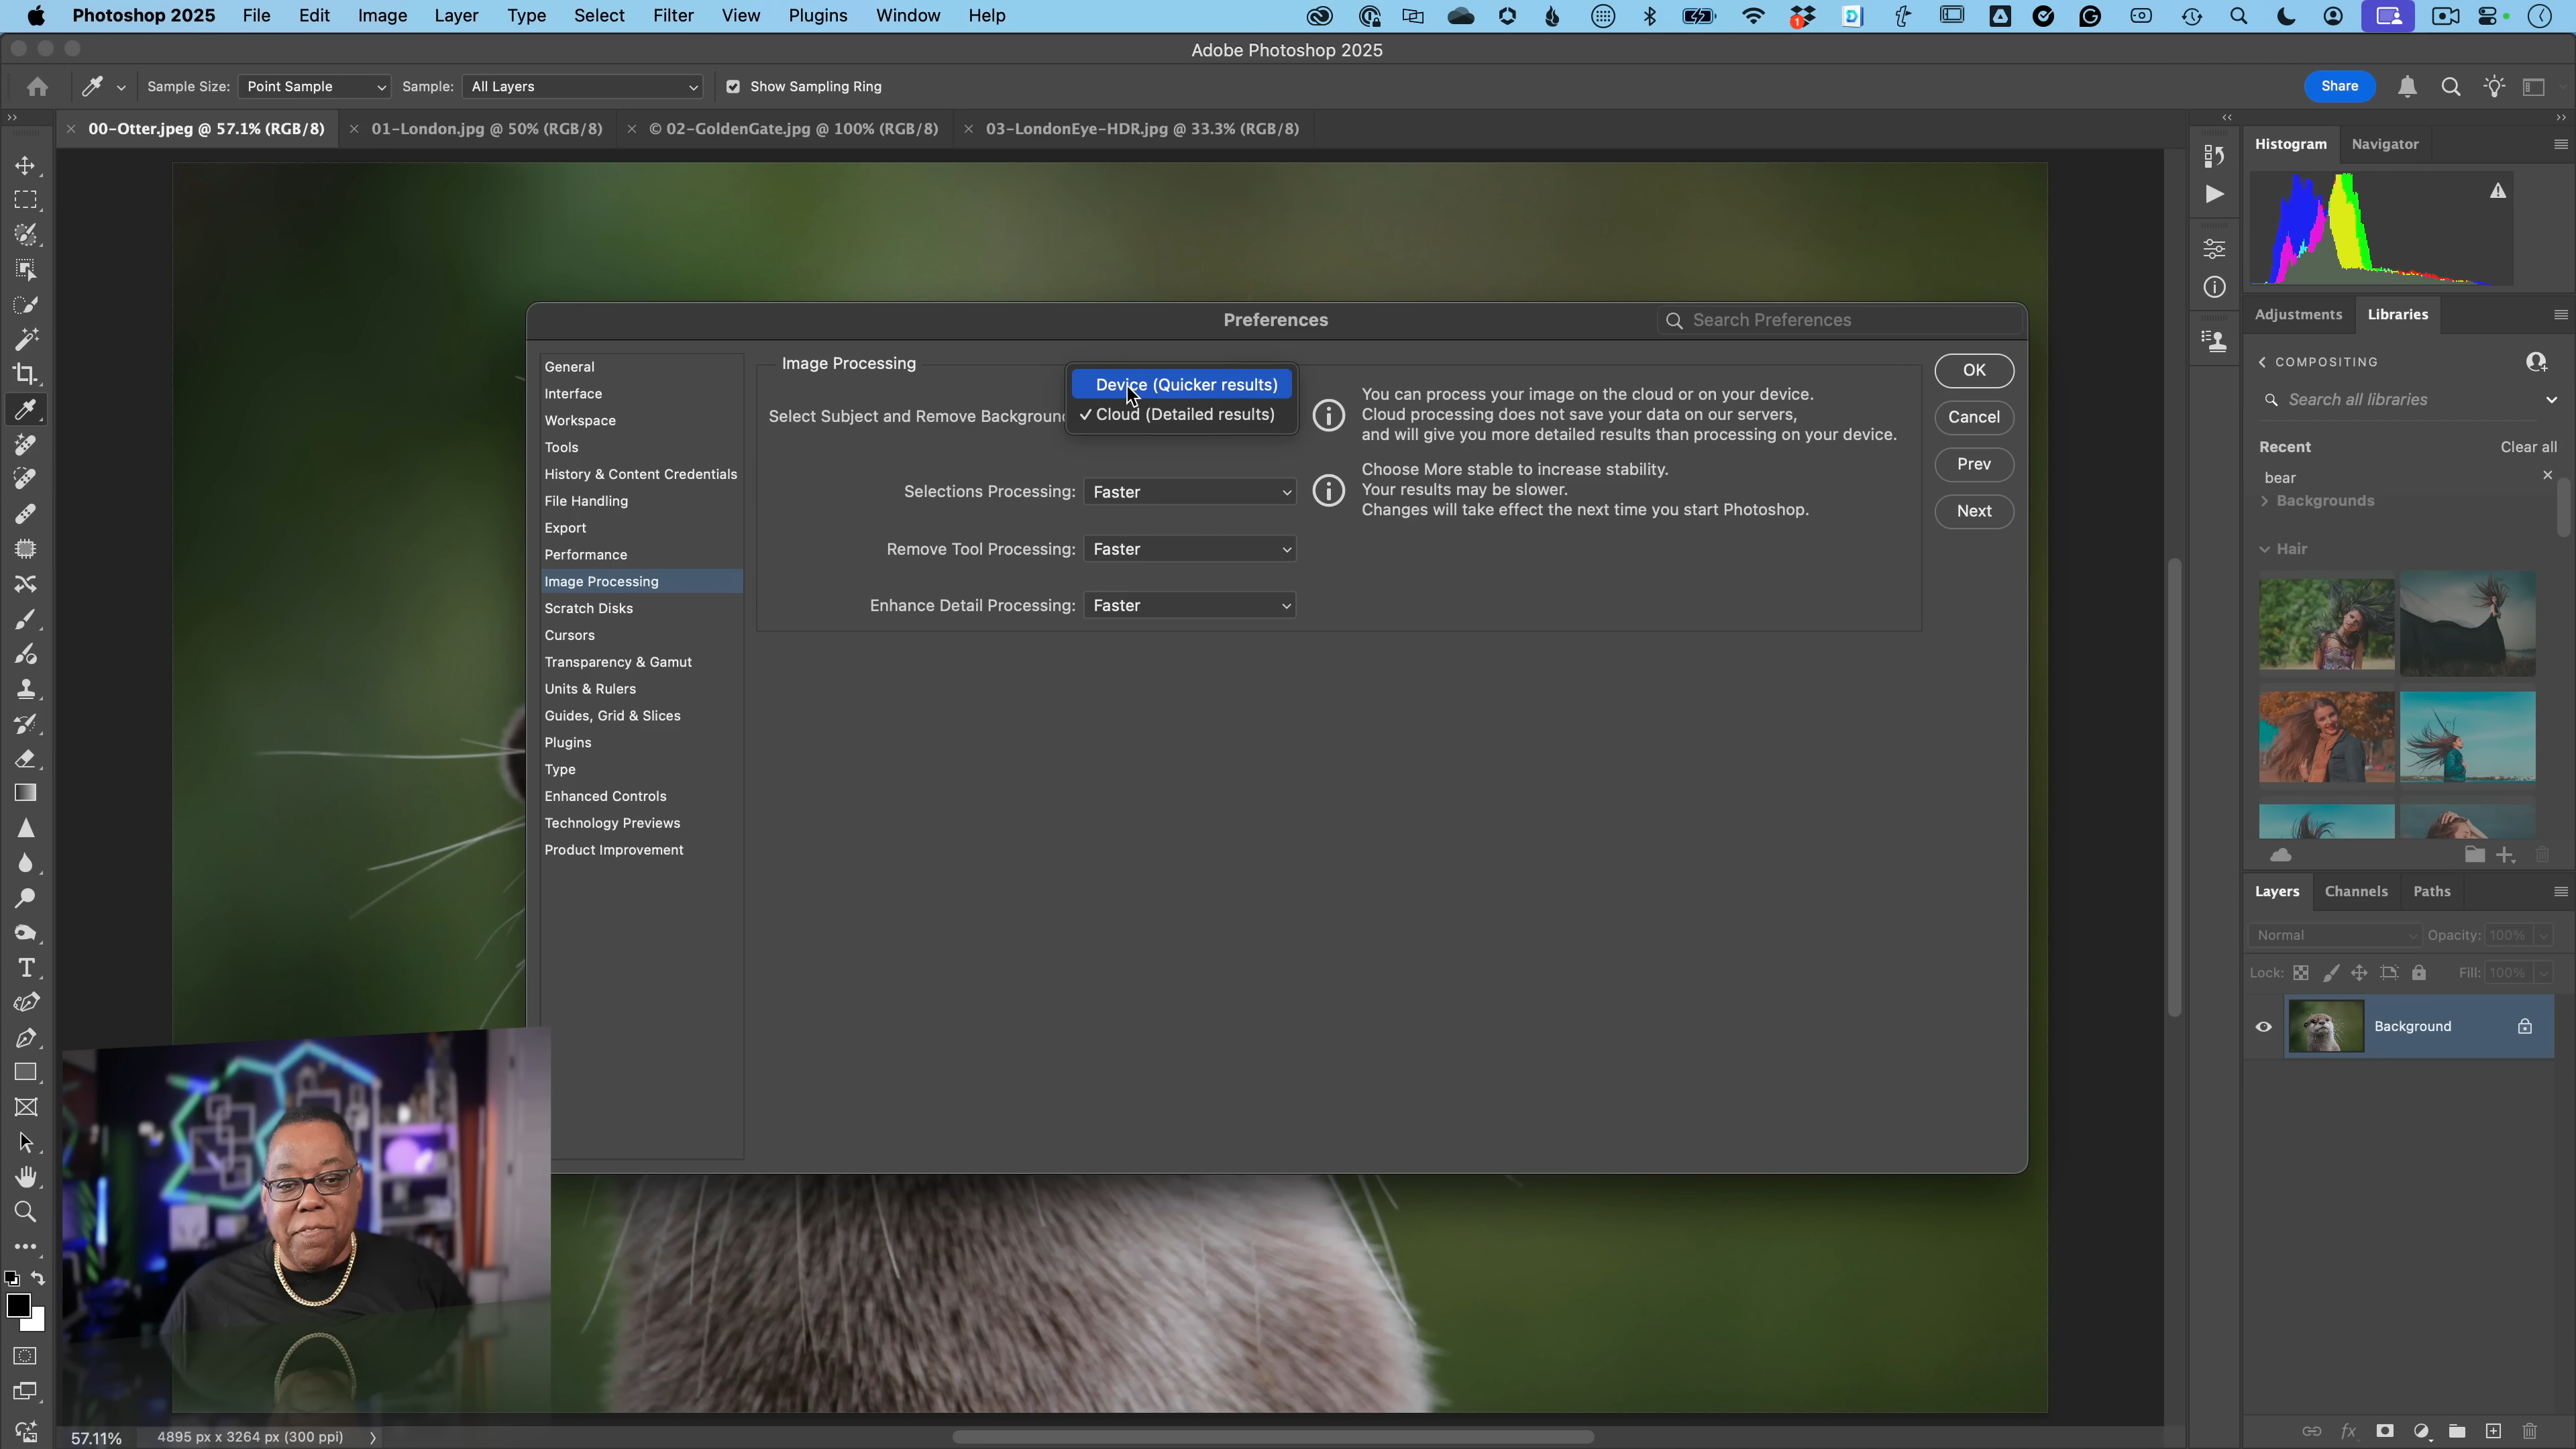 Photoshop 2025 File Edit Image Layer Type Select Filter View Plugins Window Help
Adobe Photoshop 2025
Sample Size: Point Sample Sample: All Layers Show Sampling Ring Share
00-Otter.jpeg @ 57.1% (RGB/8) 01-London.jpg @ 50% (RGB/8) © 02-GoldenGate.jpg @ 100% (RGB/8) 03-LondonEye-HDR.jpg @ 33.3% (RGB/8)
Preferences
Search Preferences
General
Interface
Workspace
Tools
History & Content Credentials
File Handling
Export
Performance
Image Processing
Scratch Disks
Cursors
Transparency & Gamut
Units & Rulers
Guides, Grid & Slices
Plugins
Type
Enhanced Controls
Technology Previews
Product Improvement
Image Processing
Device (Quicker results)
Select Subject and Remove Background
✓ Cloud (Detailed results)
You can process your image on the cloud or on your device.
Cloud processing does not save your data on our servers,
and will give you more detailed results than processing on your device.
Selections Processing: Faster
Choose More stable to increase stability.
Your results may be slower.
Changes will take effect the next time you start Photoshop.
Remove Tool Processing: Faster
Enhance Detail Processing: Faster
OK
Cancel
Prev
Next
Histogram Navigator
Adjustments Libraries
COMPOSITING
Search all libraries
Recent Clear all
bear
Backgrounds
Hair
Layers Channels Paths
Normal Opacity: 100%
Lock: Fill: 100%
Background
fx
57.11% 4895 px x 3264 px (300 ppi)